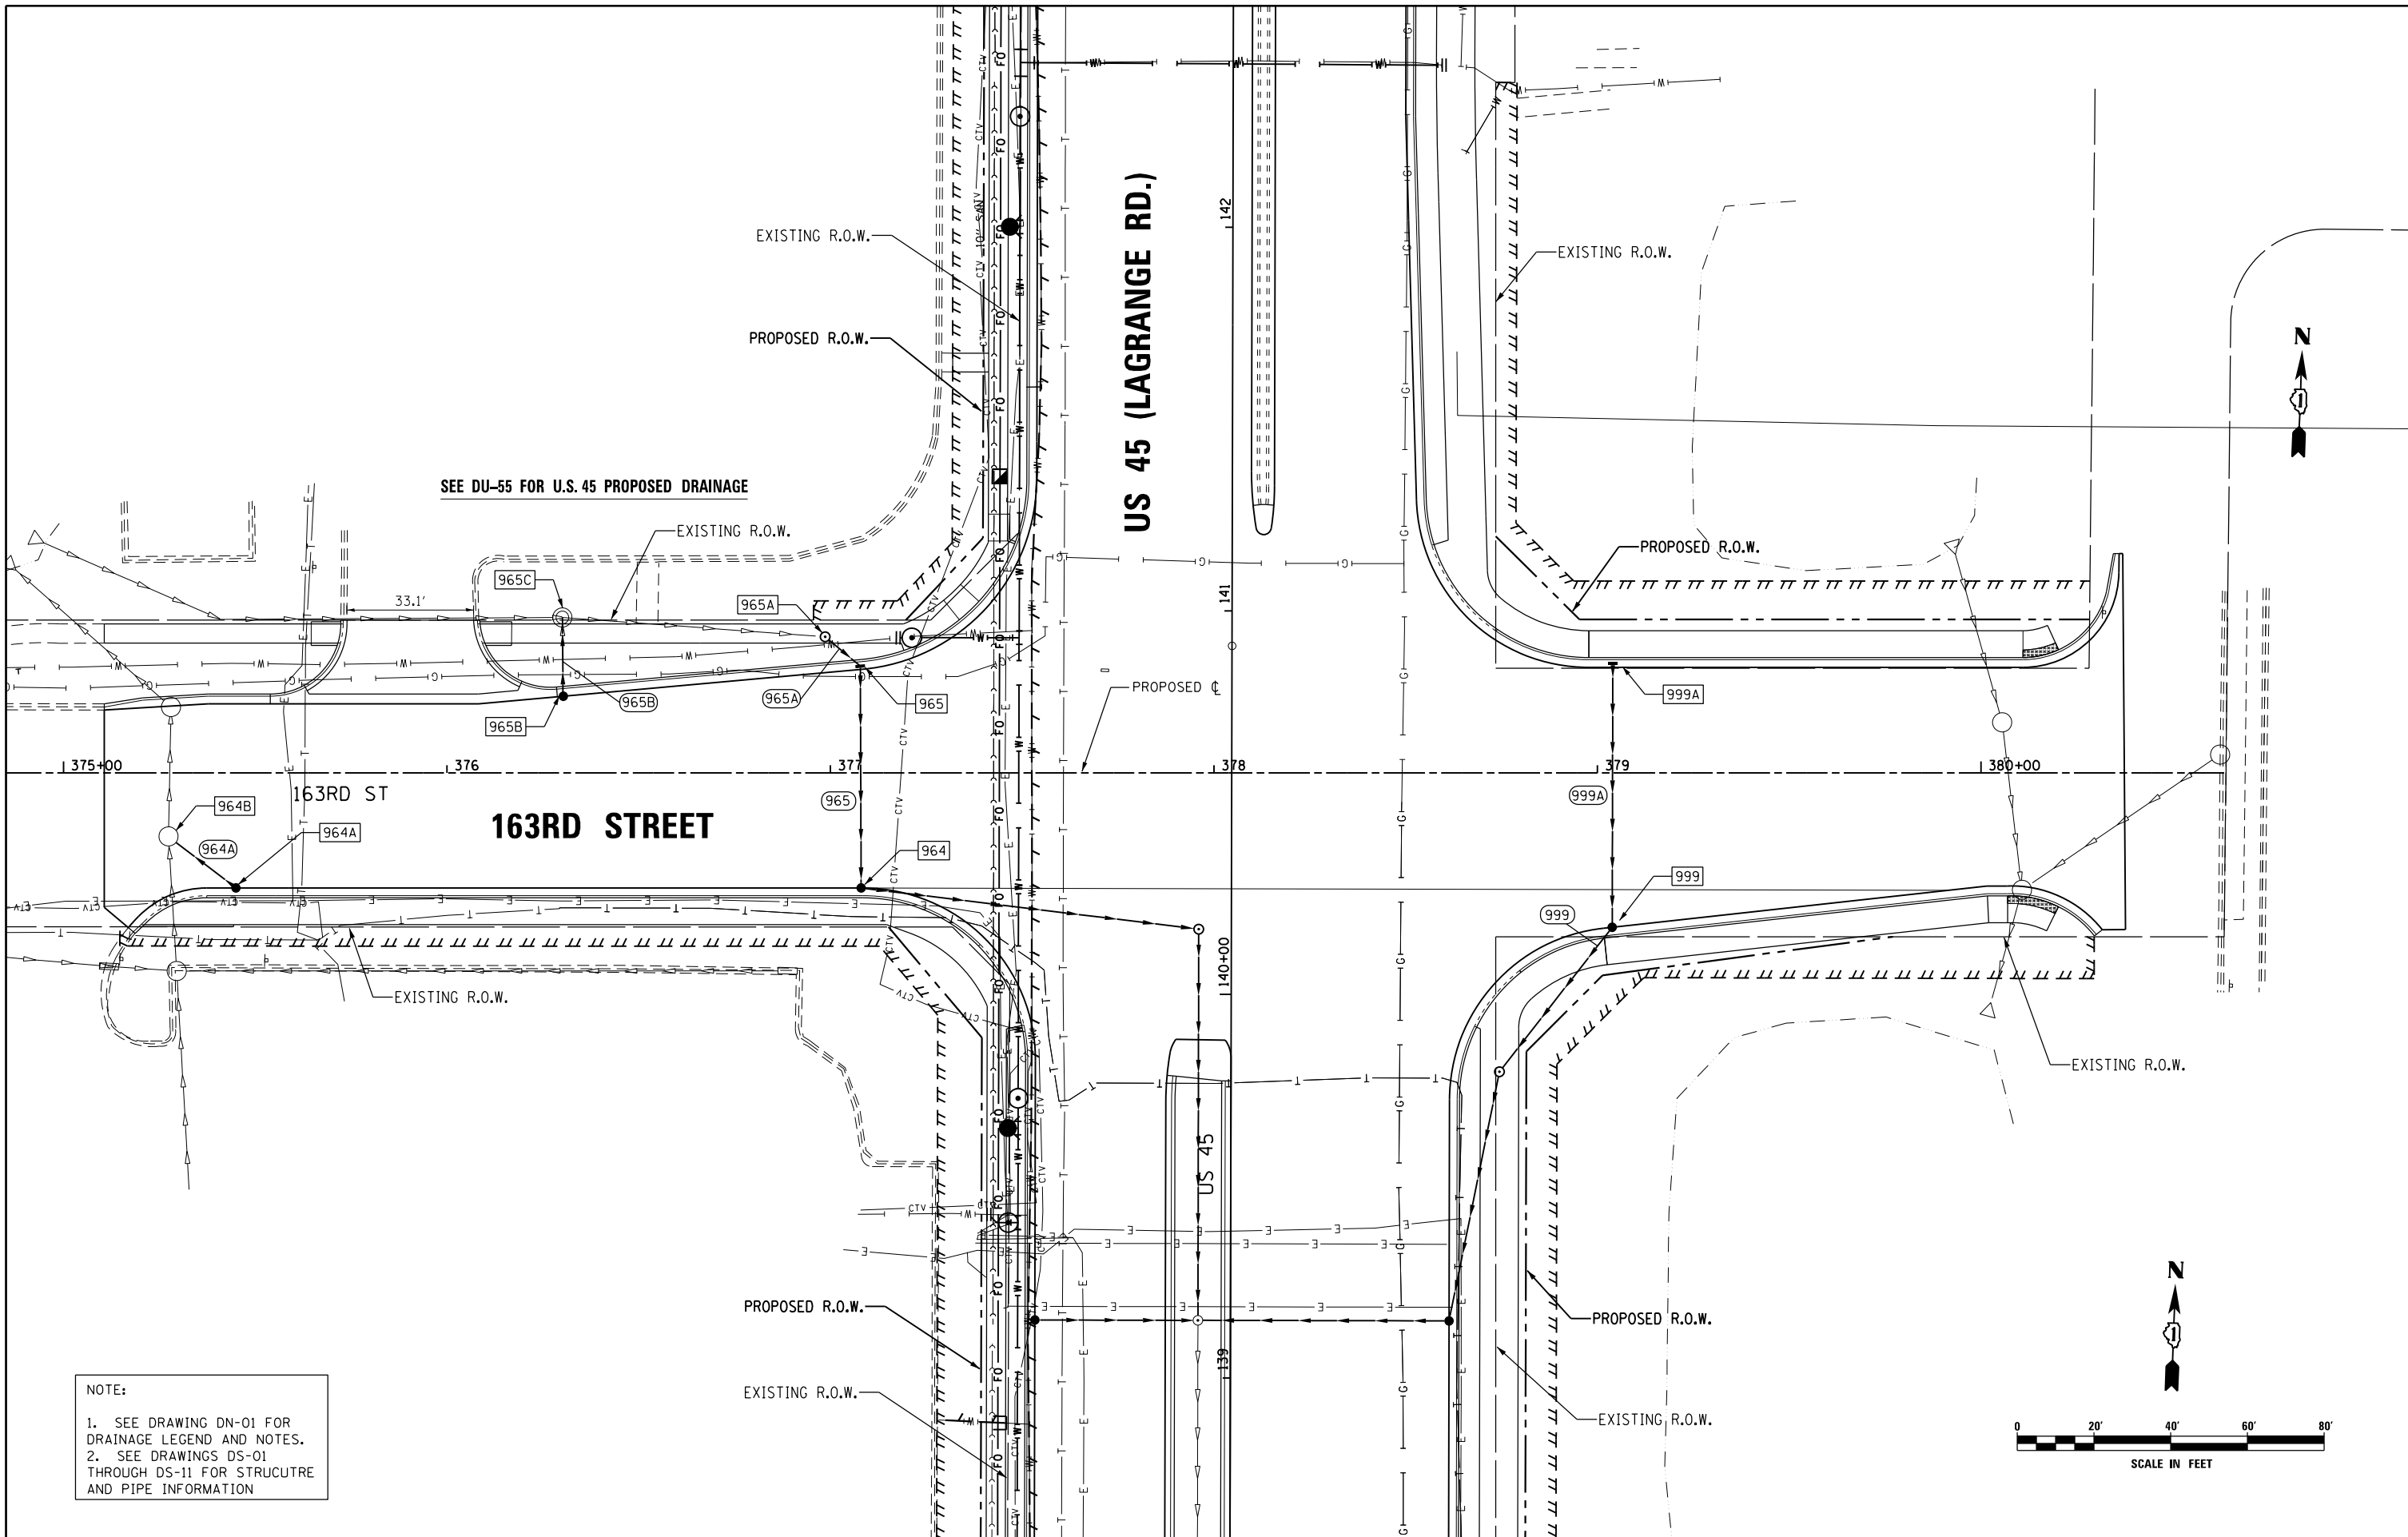 142
EXISTING R.O.W.
EXISTING R.O.W.
PROPOSED R.O.W.
10" SAN
US 45 (LAGRANGE RD.)
N
1
SEE DU-55 FOR U.S. 45 PROPOSED DRAINAGE
EXISTING R.O.W.
PROPOSED R.O.W.
965C
33.1'
965A
141
965B
965B
965A
965
PROPOSED ℄
999A
375+00
376
377
378
379
380+00
163RD ST
964B
964A
964A
163RD STREET
965
964
999A
999
999
140+00
EXISTING R.O.W.
EXISTING R.O.W.
US 45
N
1
PROPOSED R.O.W.
PROPOSED R.O.W.
139
EXISTING R.O.W.
EXISTING R.O.W.
NOTE:
1. SEE DRAWING DN-01 FOR
DRAINAGE LEGEND AND NOTES.
2. SEE DRAWINGS DS-01
THROUGH DS-11 FOR STRUCUTRE
AND PIPE INFORMATION
0 20' 40' 60' 80'
SCALE IN FEET